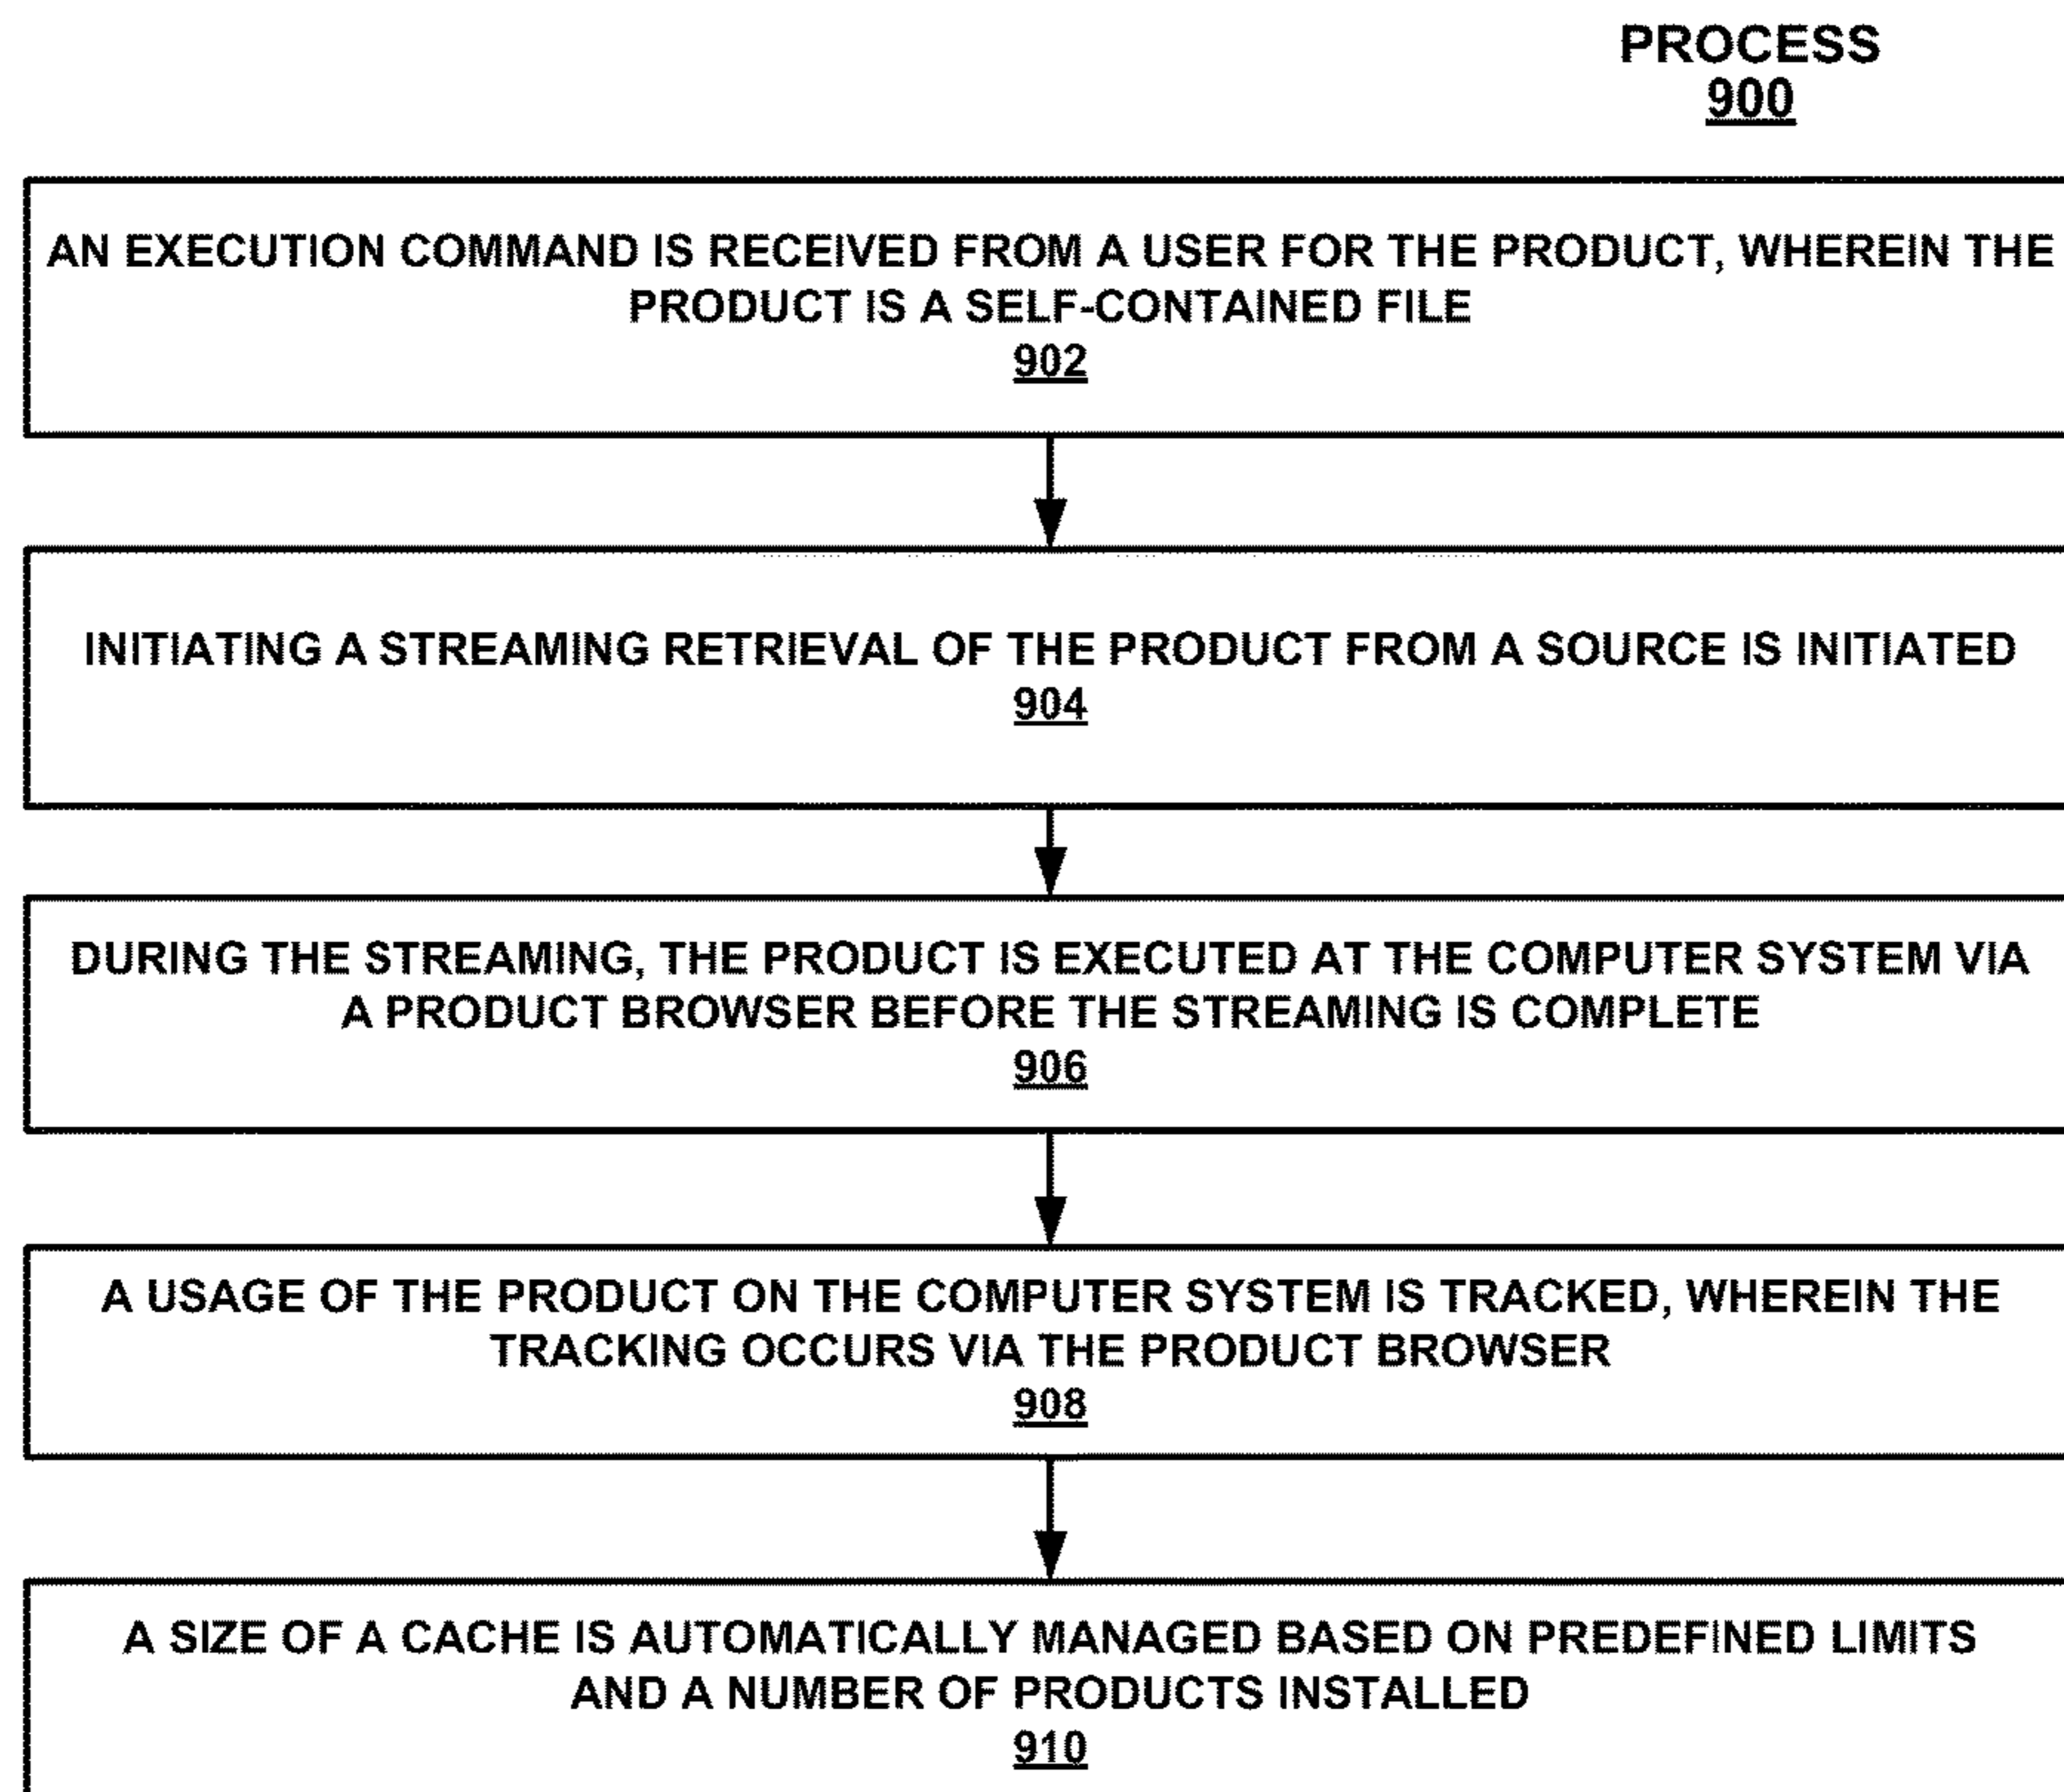 PROCESS
900
AN EXECUTION COMMAND IS RECEIVED FROM A USER FOR THE PRODUCT, WHEREIN THE
PRODUCT IS A SELF-CONTAINED FILE
902
INITIATING A STREAMING RETRIEVAL OF THE PRODUCT FROM A SOURCE IS INITIATED
904
DURING THE STREAMING, THE PRODUCT IS EXECUTED AT THE COMPUTER SYSTEM VIA
A PRODUCT BROWSER BEFORE THE STREAMING IS COMPLETE
906
A USAGE OF THE PRODUCT ON THE COMPUTER SYSTEM IS TRACKED, WHEREIN THE
TRACKING OCCURS VIA THE PRODUCT BROWSER
908
A SIZE OF A CACHE IS AUTOMATICALLY MANAGED BASED ON PREDEFINED LIMITS
AND A NUMBER OF PRODUCTS INSTALLED
910